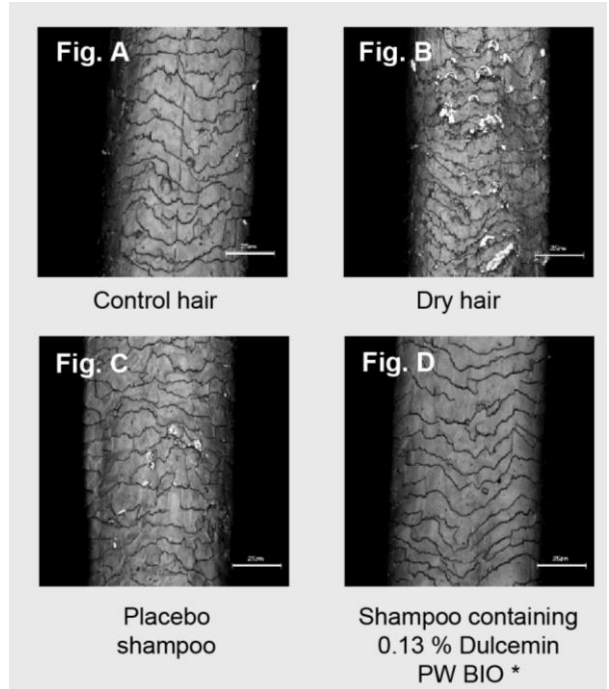 Fig. A
Fig. B
Control hair
Dry hair
Fig. C
Fig. D
Placebo
shampoo
Shampoo containing
0.13 % Dulcemin
PW BIO *